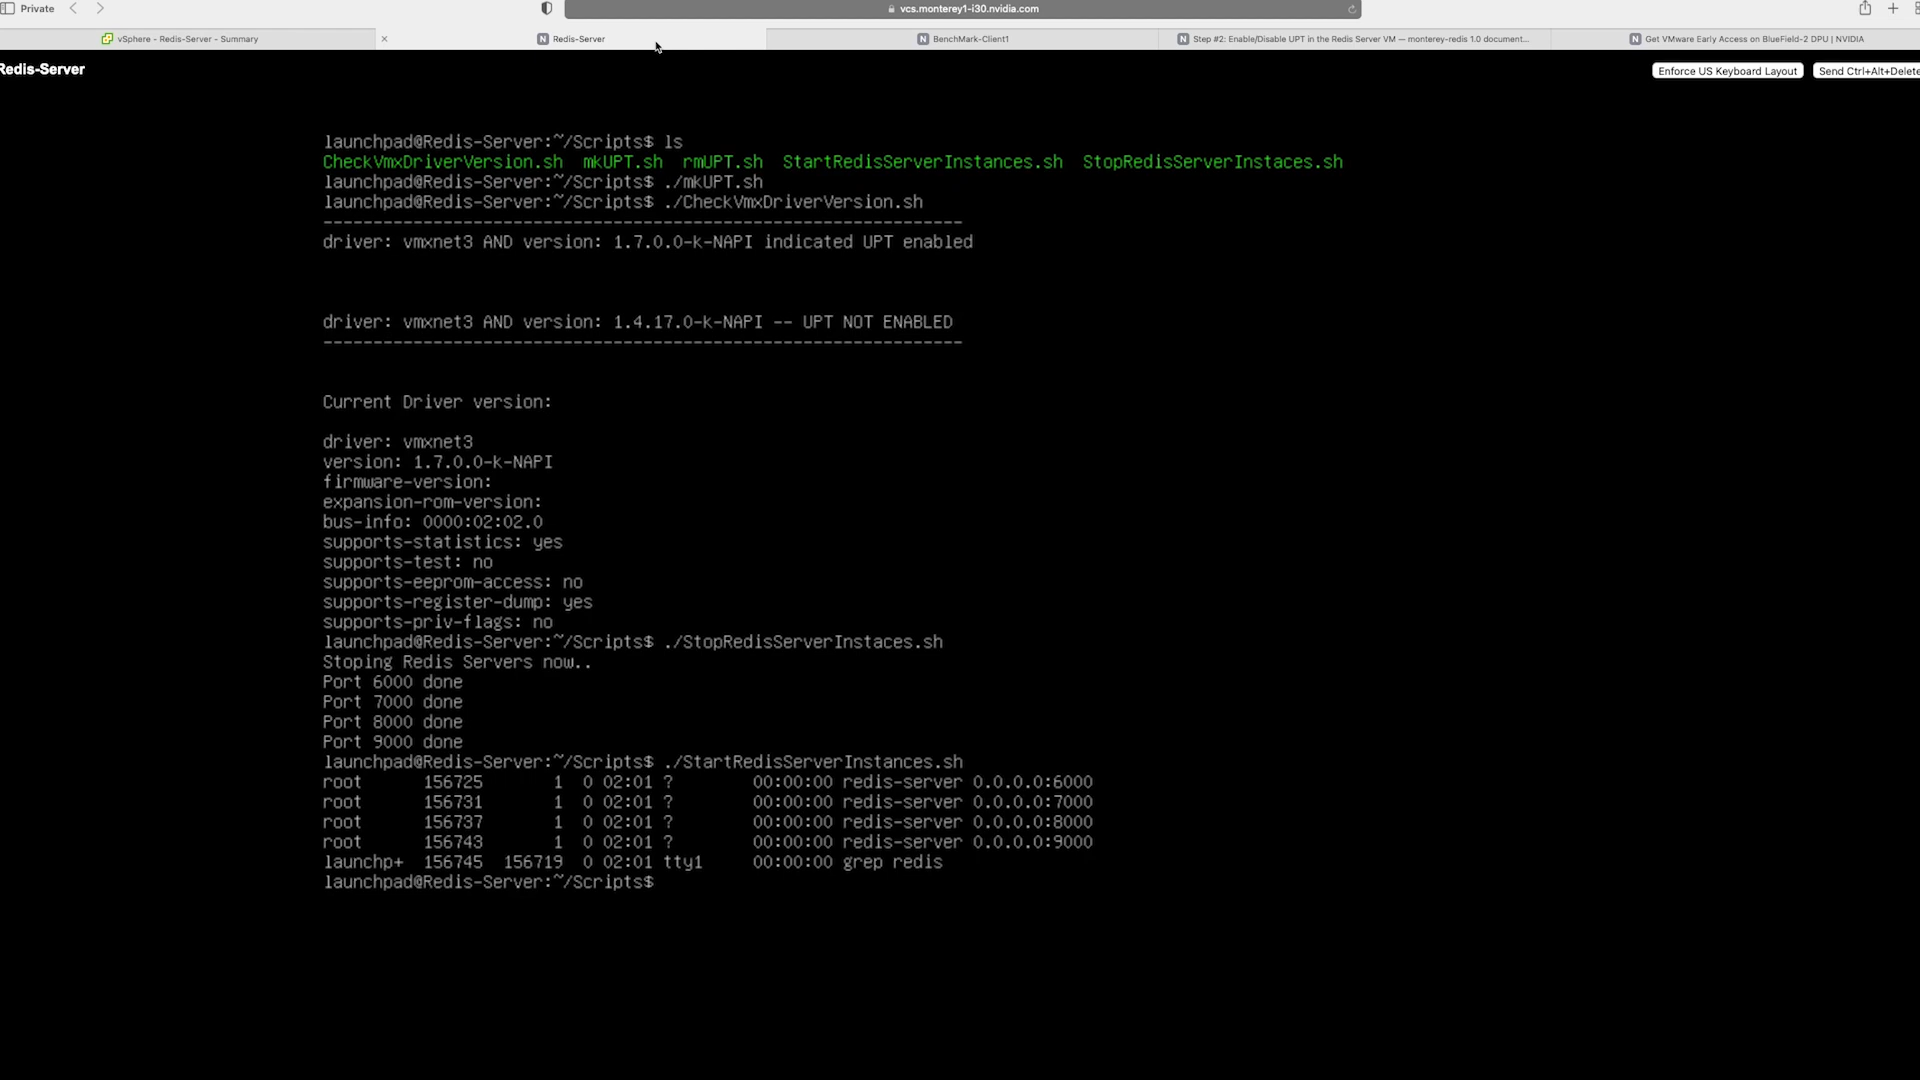 Private
vcs.monterey1-i30.nvidia.com
vSphere - Redis-Server - Summary
Redis-Server
BenchMark-Client1
Step #2: Enable/Disable UPT in the Redis Server VM — monterey-redis 1.0 document...
Get VMware Early Access on BlueField-2 DPU | NVIDIA
Redis-Server
Enforce US Keyboard Layout
Send Ctrl+Alt+Delete
launchpad@Redis-Server:~/Scripts$ ls
CheckVmxDriverVersion.sh  mkUPT.sh  rmUPT.sh  StartRedisServerInstances.sh  StopRedisServerInstaces.sh
launchpad@Redis-Server:~/Scripts$ ./mkUPT.sh
launchpad@Redis-Server:~/Scripts$ ./CheckVmxDriverVersion.sh
----------------------------------------------------------------
driver: vmxnet3 AND version: 1.7.0.0-k-NAPI indicated UPT enabled
driver: vmxnet3 AND version: 1.4.17.0-k-NAPI -- UPT NOT ENABLED
----------------------------------------------------------------
Current Driver version:
driver: vmxnet3
version: 1.7.0.0-k-NAPI
firmware-version:
expansion-rom-version:
bus-info: 0000:02:02.0
supports-statistics: yes
supports-test: no
supports-eeprom-access: no
supports-register-dump: yes
supports-priv-flags: no
launchpad@Redis-Server:~/Scripts$ ./StopRedisServerInstaces.sh
Stoping Redis Servers now..
Port 6000 done
Port 7000 done
Port 8000 done
Port 9000 done
launchpad@Redis-Server:~/Scripts$ ./StartRedisServerInstances.sh
root      156725       1  0 02:01 ?        00:00:00 redis-server 0.0.0.0:6000
root      156731       1  0 02:01 ?        00:00:00 redis-server 0.0.0.0:7000
root      156737       1  0 02:01 ?        00:00:00 redis-server 0.0.0.0:8000
root      156743       1  0 02:01 ?        00:00:00 redis-server 0.0.0.0:9000
launchp+  156745  156719  0 02:01 tty1     00:00:00 grep redis
launchpad@Redis-Server:~/Scripts$